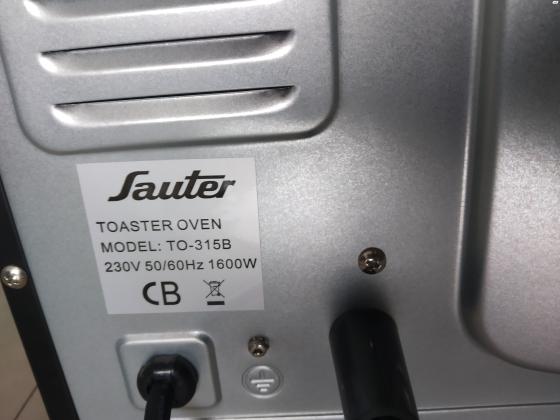 Sauter
TOASTER OVEN
MODEL: TO-315B
230V 50/60Hz 1600W
CB